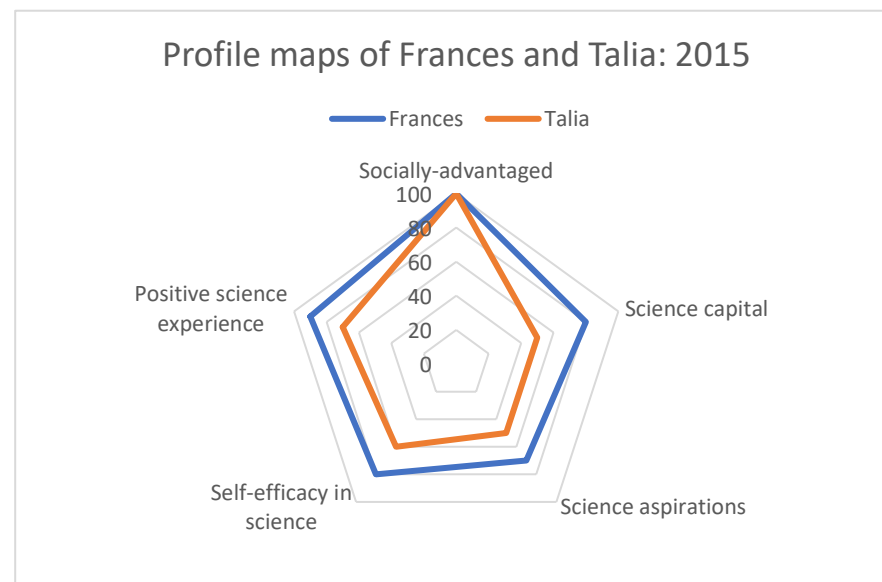 Profile maps of Frances and Talia: 2015
Frances Talia
Socially-advantaged
100
80
60
40
20
0
Positive science
experience
Science capital
Self-efficacy in
science
Science aspirations